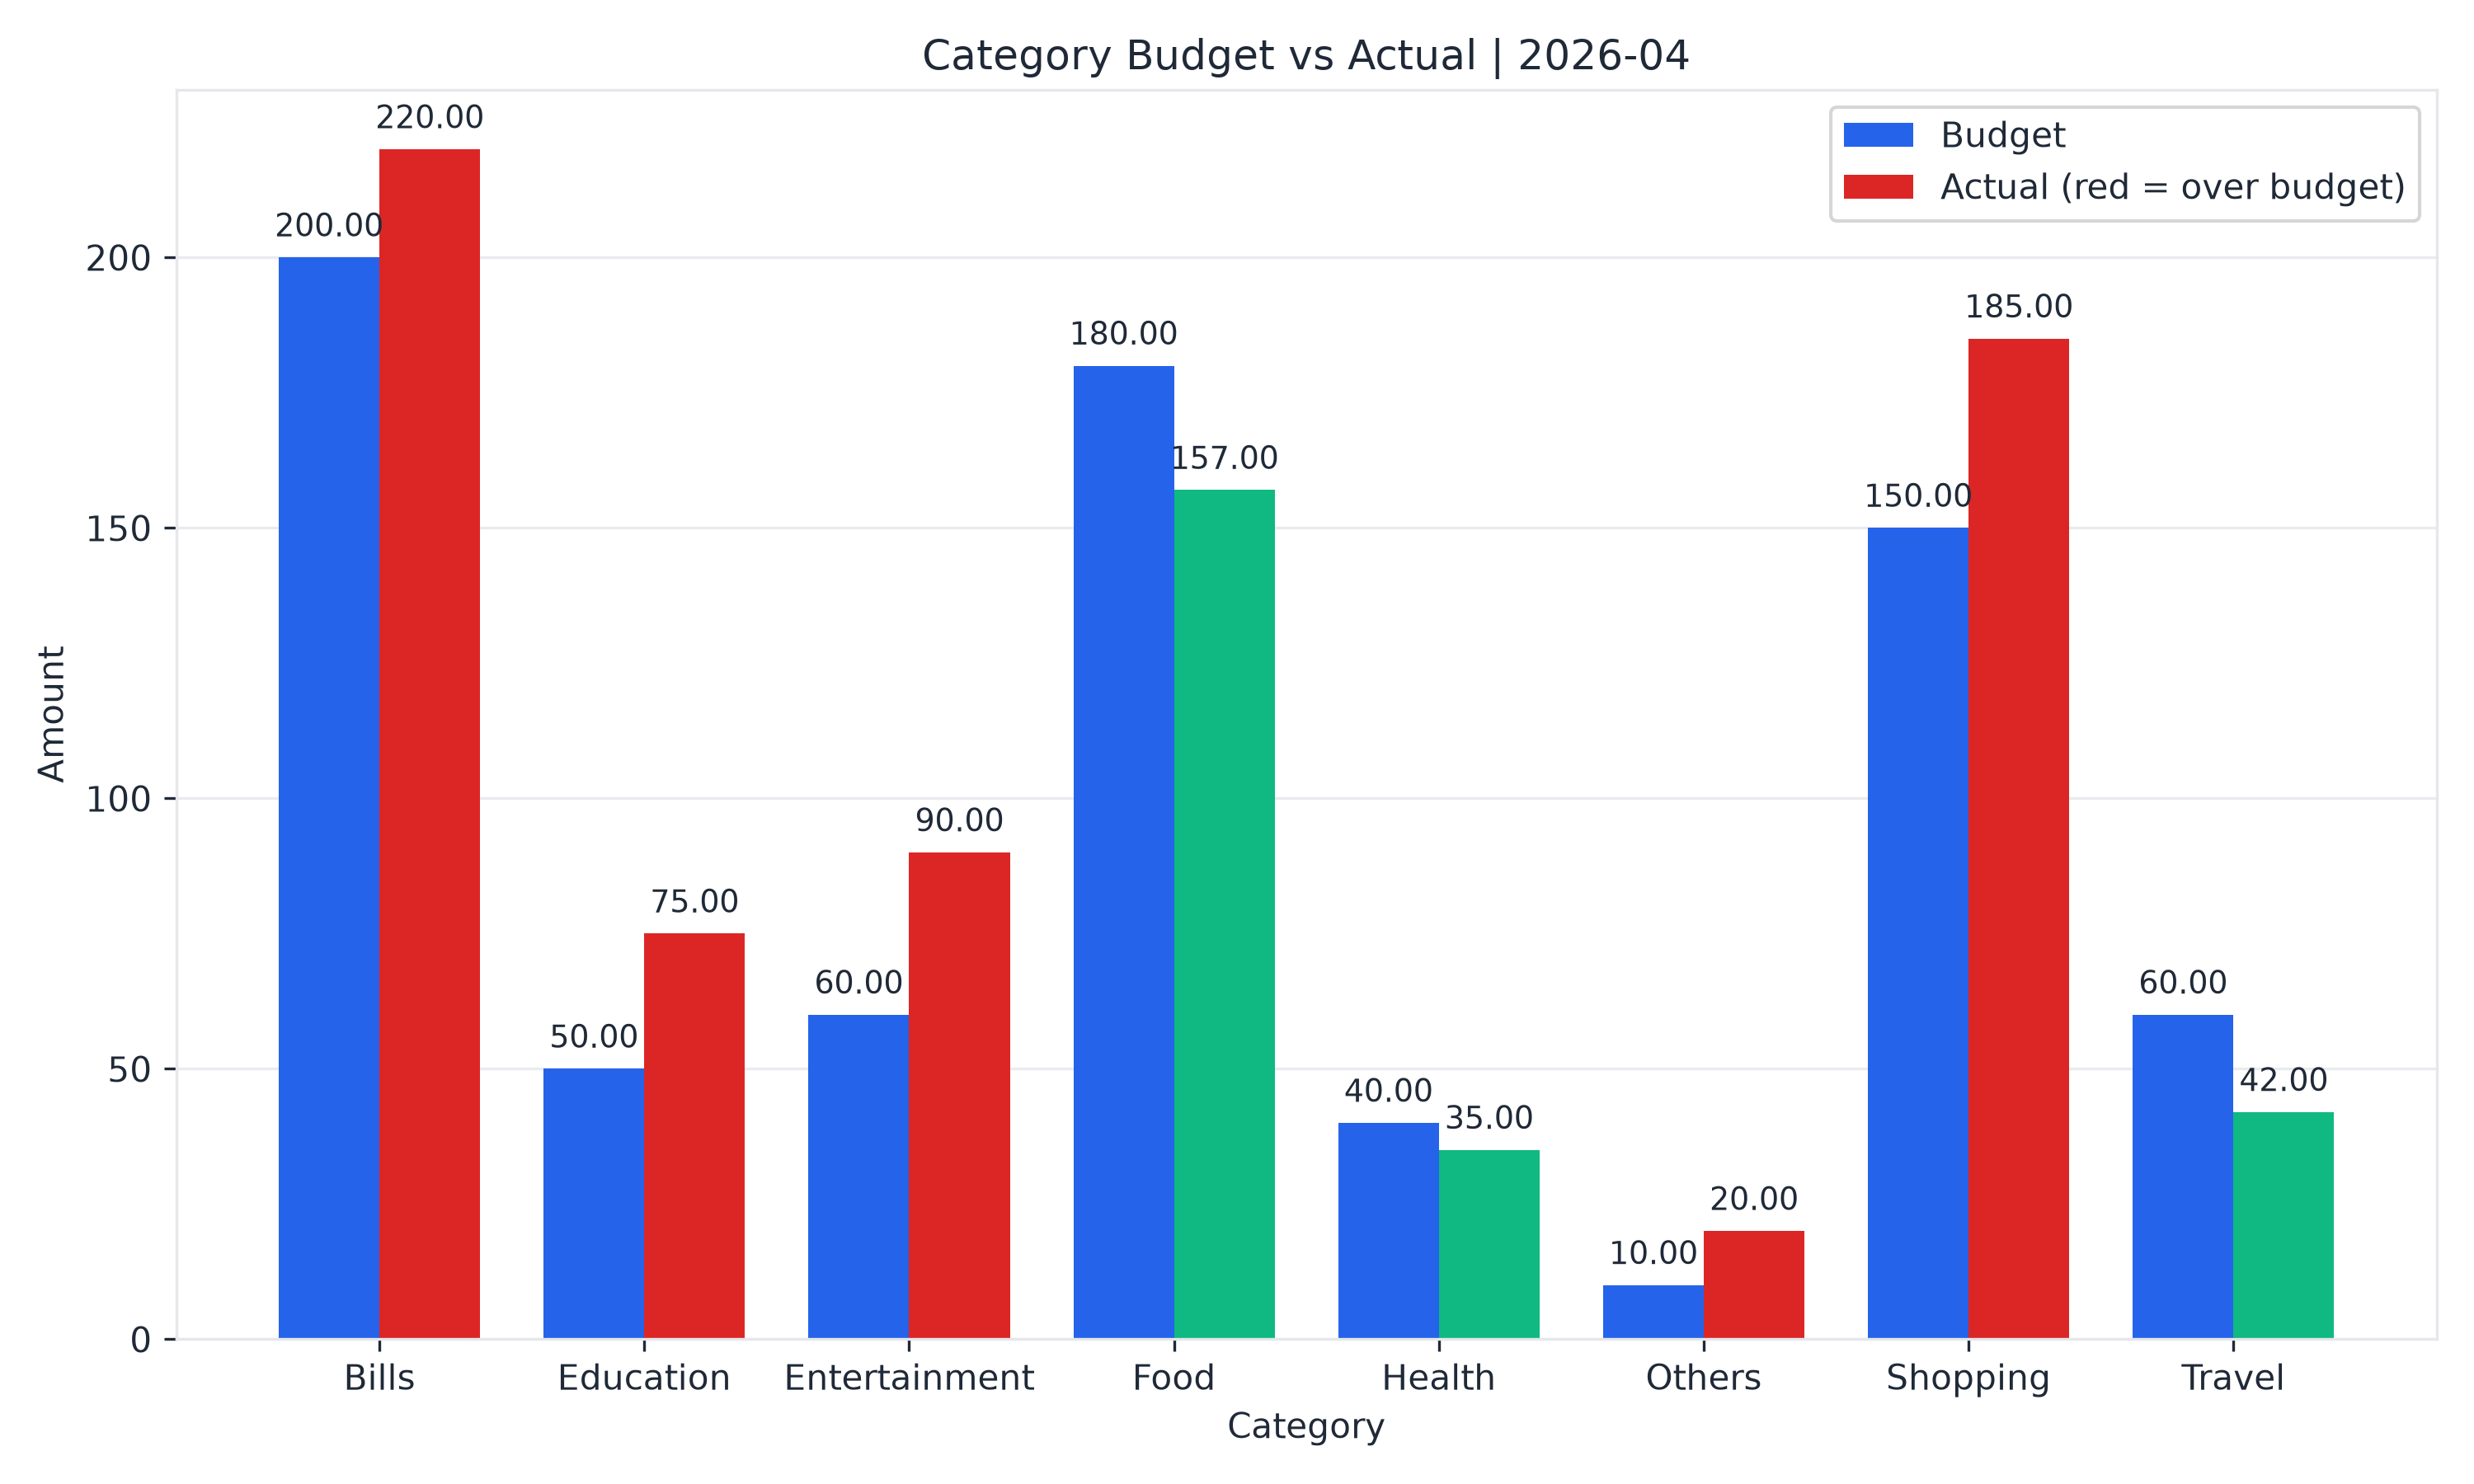 Category Budget vs Actual | 2026-04
Budget
Actual (red = over budget)
220.00
200.00
185.00
180.00
157.00
150.00
90.00
75.00
60.00
60.00
50.00
40.00
42.00
35.00
20.00
10.00
200
150
100
50
0
Amount
Bills
Education
Entertainment
Food
Health
Others
Shopping
Travel
Category